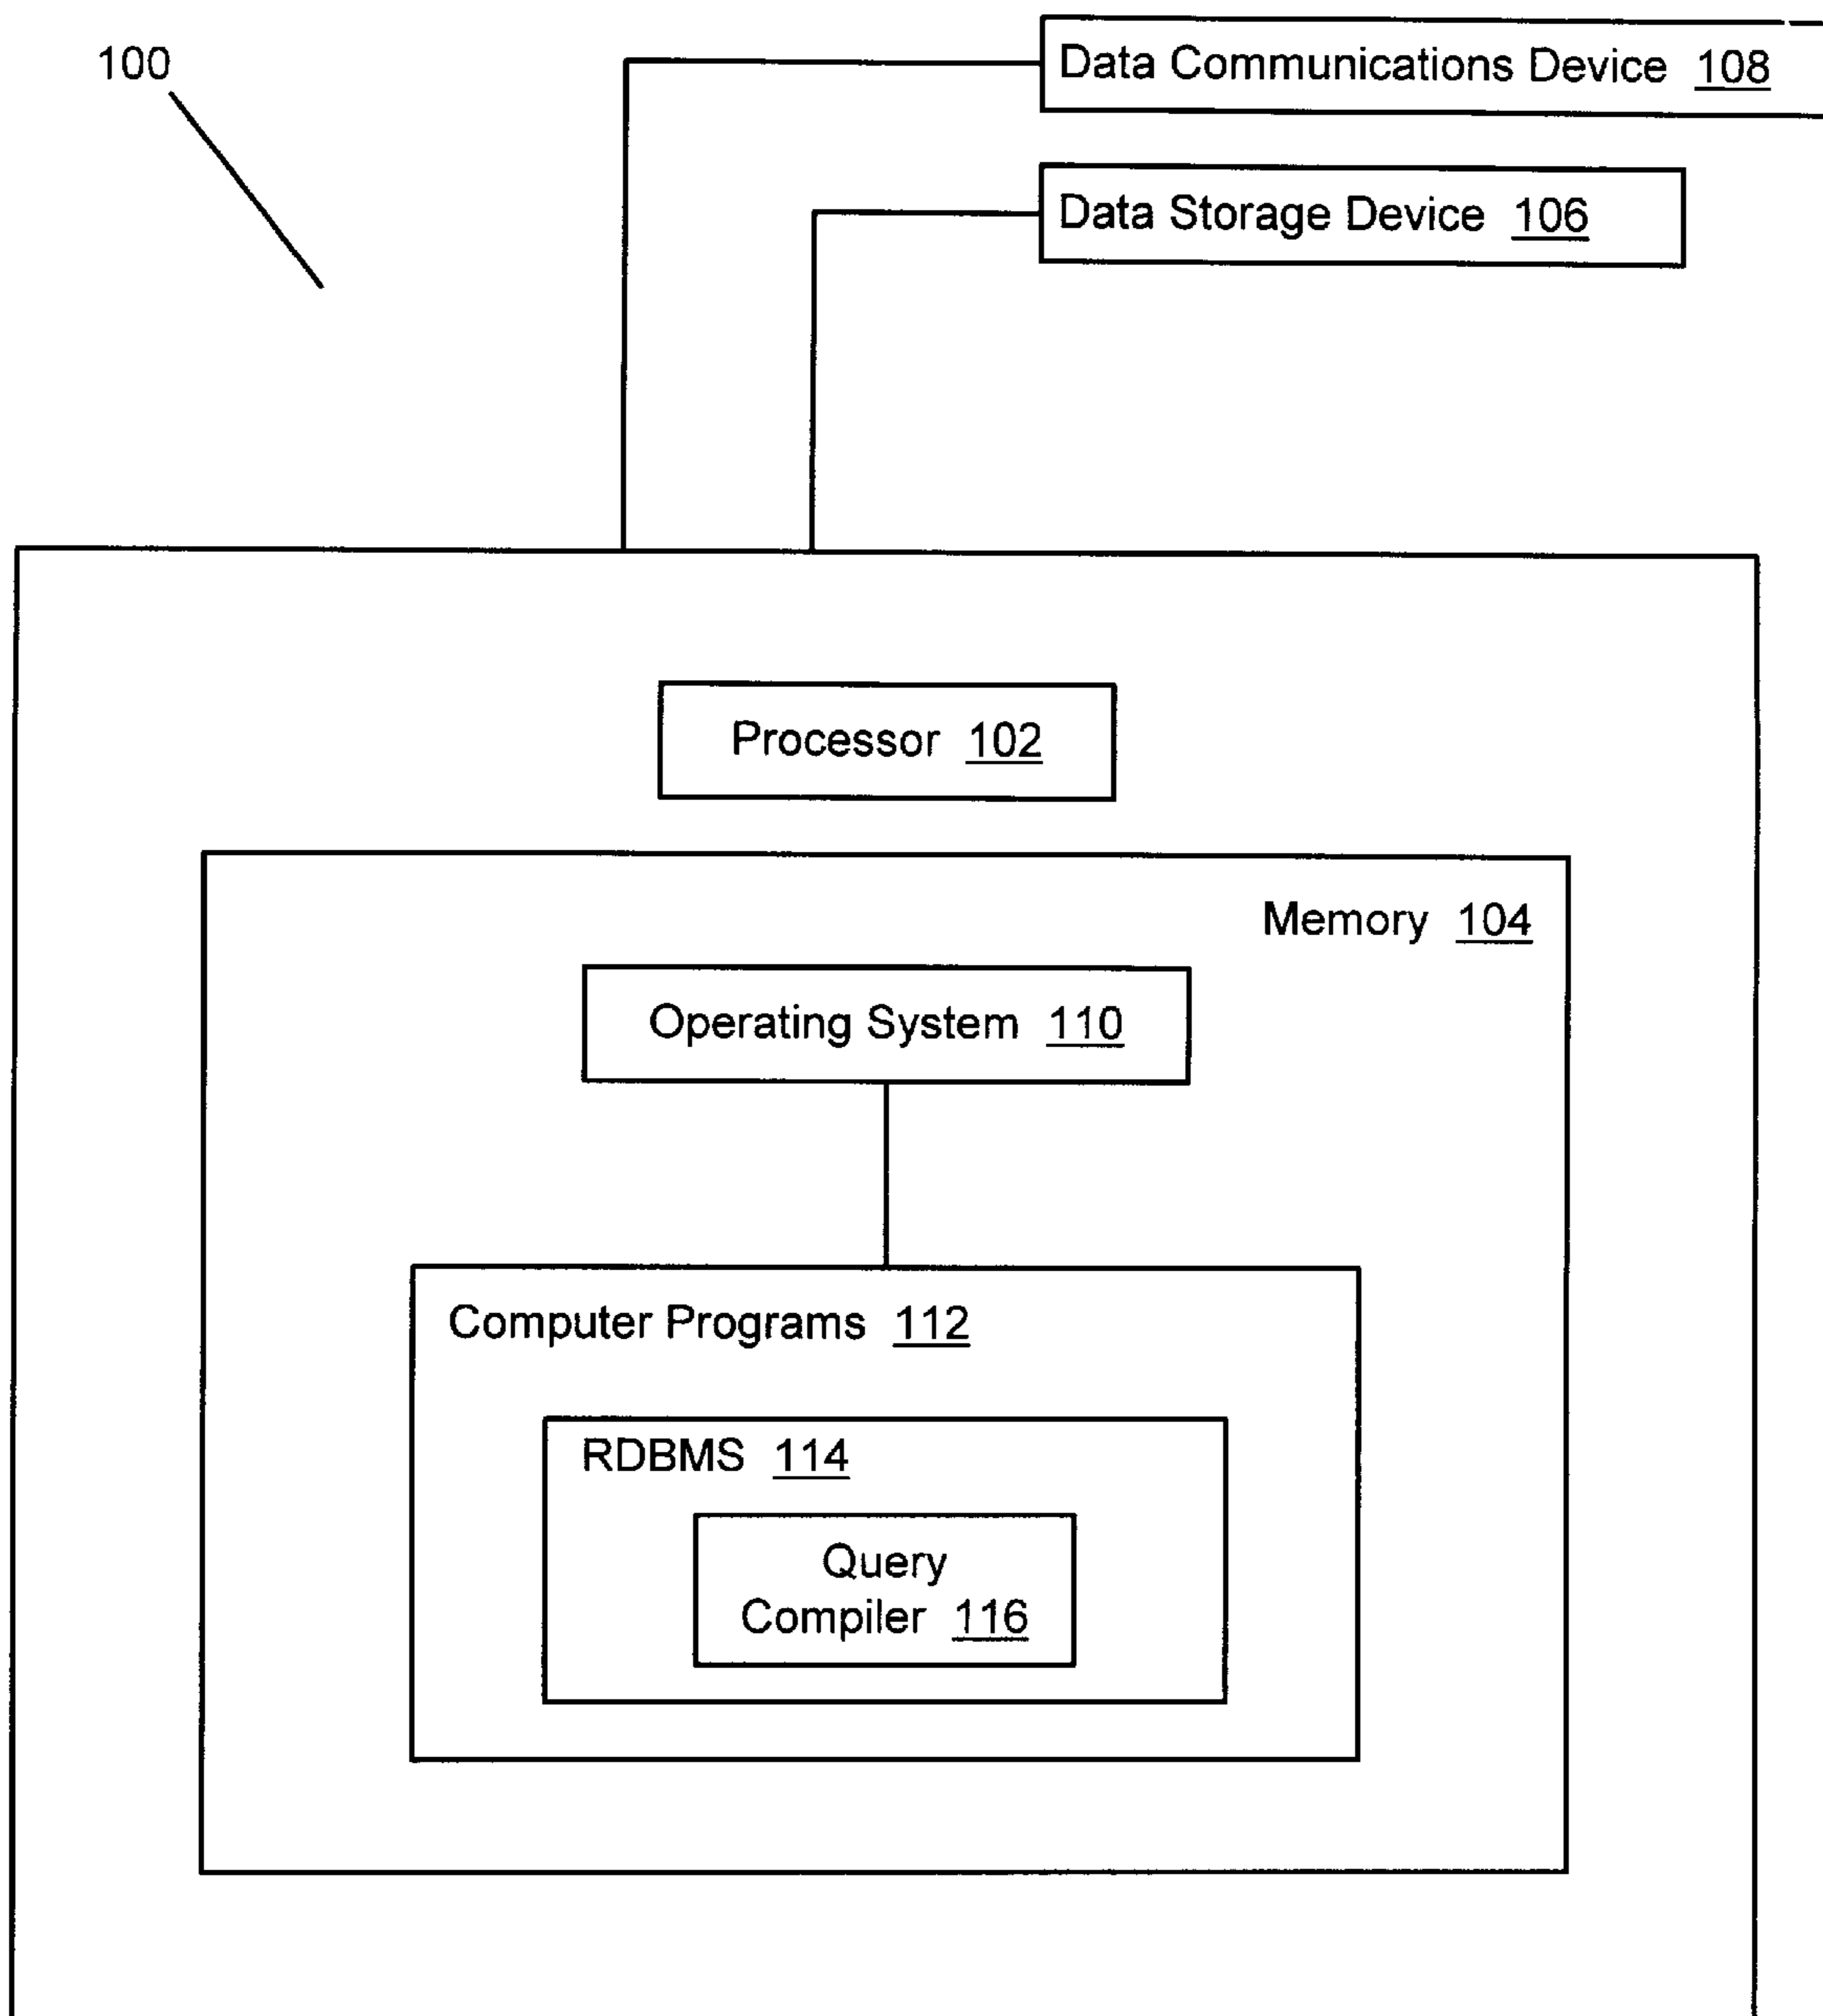 100
Data Communications Device 108
Data Storage Device 106
Processor 102
Memory 104
Operating System 110
Computer Programs 112
RDBMS 114
Query
Compiler 116